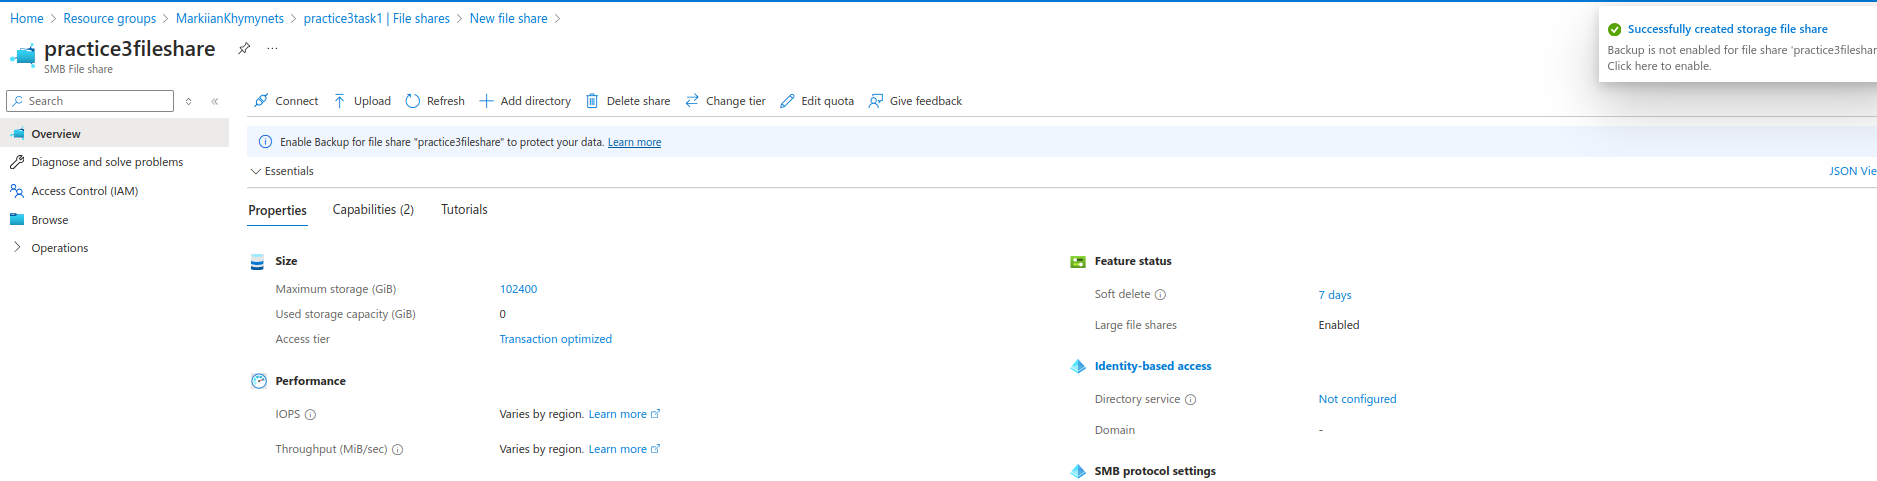 Home > Resource groups > MarkiianKhymynets > practice3task1 | File shares > New file share >
Successfully created storage file share
Backup is not enabled for file share 'practice3fileshar
Click here to enable.
practice3fileshare
SMB File share
Search
Connect Upload Refresh Add directory Delete share Change tier Edit quota Give feedback
Overview
Diagnose and solve problems
Access Control (IAM)
Browse
Operations
Enable Backup for file share "practice3fileshare" to protect your data. Learn more
Essentials
JSON Vie
Properties Capabilities (2) Tutorials
Size
Maximum storage (GiB) 102400
Used storage capacity (GiB) 0
Access tier Transaction optimized
Performance
IOPS Varies by region. Learn more
Throughput (MiB/sec) Varies by region. Learn more
Feature status
Soft delete 7 days
Large file shares Enabled
Identity-based access
Directory service Not configured
Domain -
SMB protocol settings